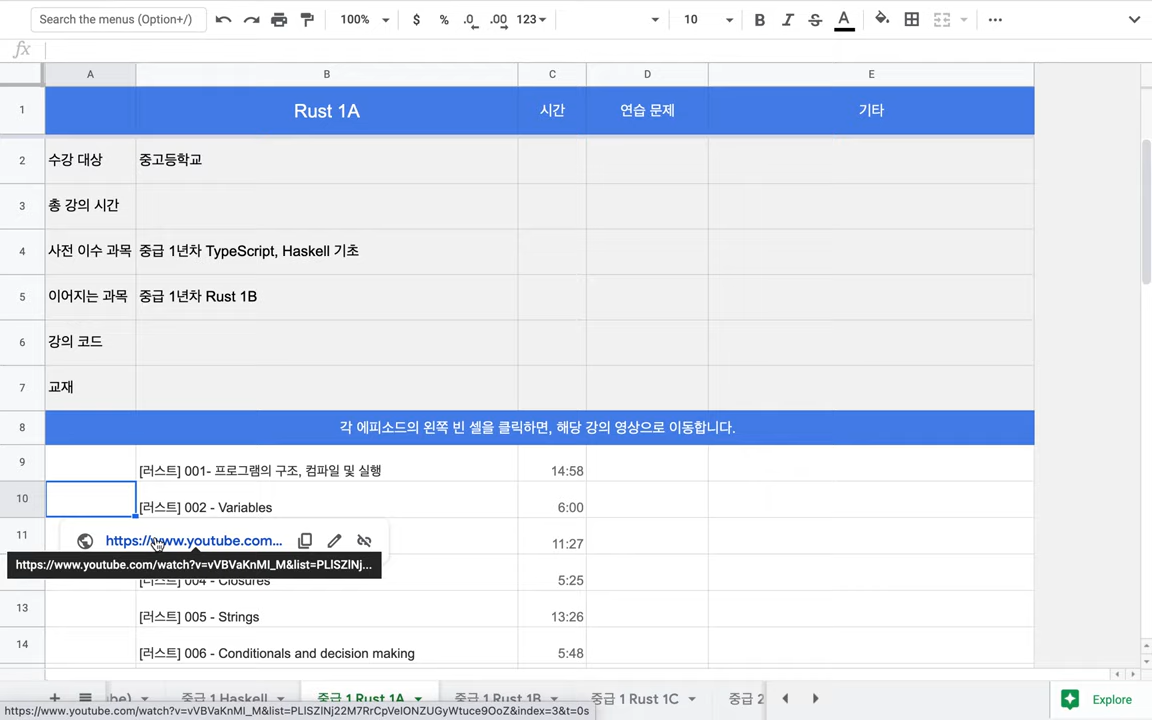 Search the menus (Option+/)
100%
$
%
.0
.00
123
10
B
I
S
A
fx
A
B
C
D
E
1
Rust 1A
시간
연습 문제
기타
2
수강 대상
중고등학교
3
총 강의 시간
4
사전 이수 과목
중급 1년차 TypeScript, Haskell 기초
5
이어지는 과목
중급 1년차 Rust 1B
6
강의 코드
7
교재
8
각 에피소드의 왼쪽 빈 셀을 클릭하면, 해당 강의 영상으로 이동합니다.
9
[러스트] 001- 프로그램의 구조, 컴파일 및 실행
14:58
10
[러스트] 002 - Variables
6:00
11
https://www.youtube.com...
11:27
https://www.youtube.com/watch?v=vVBVaKnMI_M&list=PLlSZlNj...
[러스트] 004 - Closures
5:25
13
[러스트] 005 - Strings
13:26
14
[러스트] 006 - Conditionals and decision making
5:48
중급 1 Haskell
중급 1 Rust 1A
중급 1 Rust 1B
중급 1 Rust 1C
중급 2
Explore
https://www.youtube.com/watch?v=vVBVaKnMI_M&list=PLlSZlNj22M7RrCpVelONZUGyWtuce9OoZ&index=3&t=0s